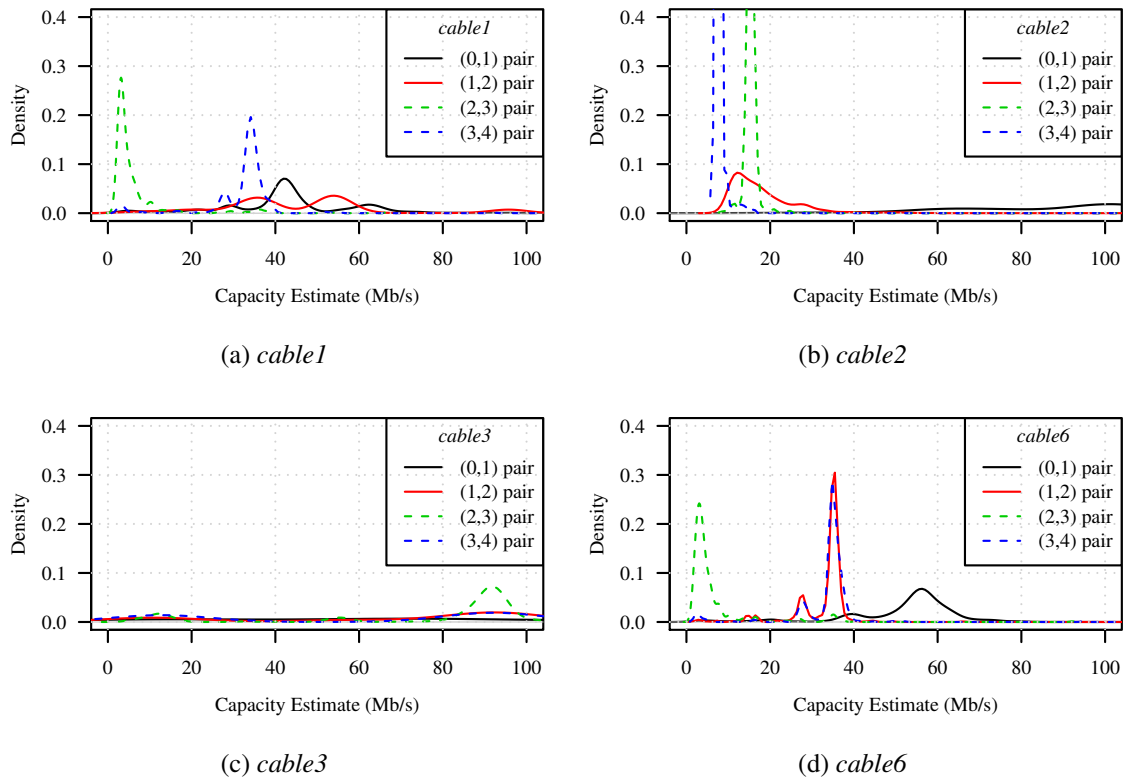 cable1
(0,1) pair
(1,2) pair
(2,3) pair
(3,4) pair
Density
0.4
0.3
0.2
0.1
0.0
0 20 40 60 80 100
Capacity Estimate (Mb/s)
(a) cable1
cable2
(0,1) pair
(1,2) pair
(2,3) pair
(3,4) pair
Density
0.4
0.3
0.2
0.1
0.0
0 20 40 60 80 100
Capacity Estimate (Mb/s)
(b) cable2
cable3
(0,1) pair
(1,2) pair
(2,3) pair
(3,4) pair
Density
0.4
0.3
0.2
0.1
0.0
0 20 40 60 80 100
Capacity Estimate (Mb/s)
(c) cable3
cable6
(0,1) pair
(1,2) pair
(2,3) pair
(3,4) pair
Density
0.4
0.3
0.2
0.1
0.0
0 20 40 60 80 100
Capacity Estimate (Mb/s)
(d) cable6